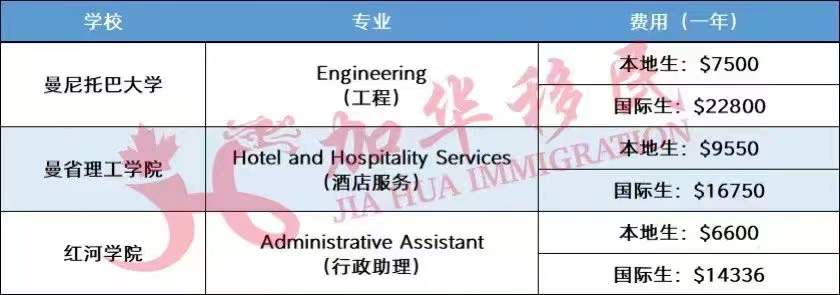 学校
专业
费用（一年）
曼尼托巴大学
Engineering
（工程）
本地生：$7500
国际生：$22800
曼省理工学院
Hotel and Hospitality Services
（酒店服务）
本地生：$9550
国际生：$16750
红河学院
Administrative Assistant
（行政助理）
本地生：$6600
国际生：$14336
加华移民
JIA HUA IMMIGRATION